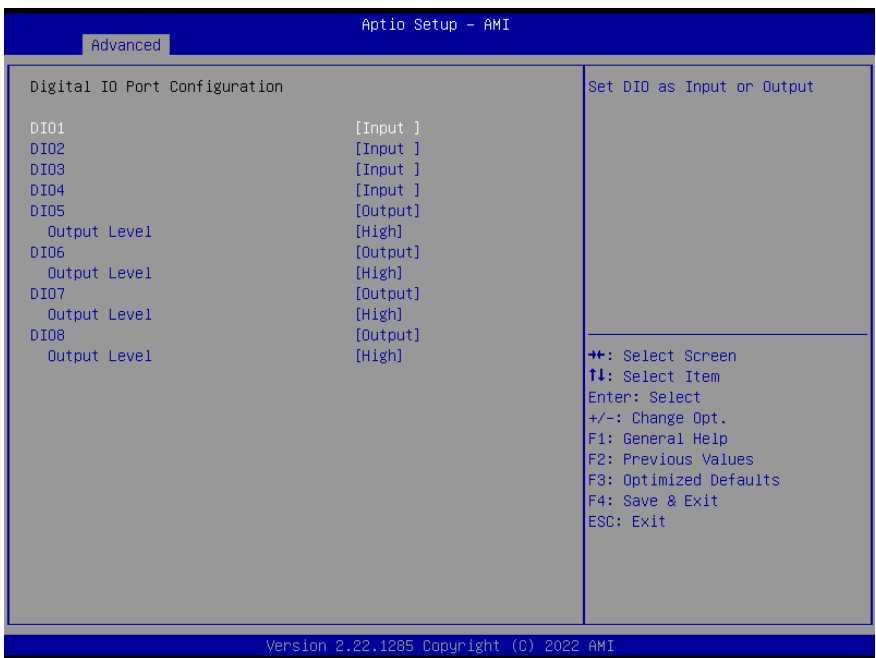 Aptio Setup – AMI
Advanced
Digital IO Port Configuration
DIO1 [Input ]
DIO2 [Input ]
DIO3 [Input ]
DIO4 [Input ]
DIO5 [Output]
Output Level [High]
DIO6 [Output]
Output Level [High]
DIO7 [Output]
Output Level [High]
DIO8 [Output]
Output Level [High]
Set DIO as Input or Output
→←: Select Screen
↑↓: Select Item
Enter: Select
+/-: Change Opt.
F1: General Help
F2: Previous Values
F3: Optimized Defaults
F4: Save & Exit
ESC: Exit
Version 2.22.1285 Copyright (C) 2022 AMI